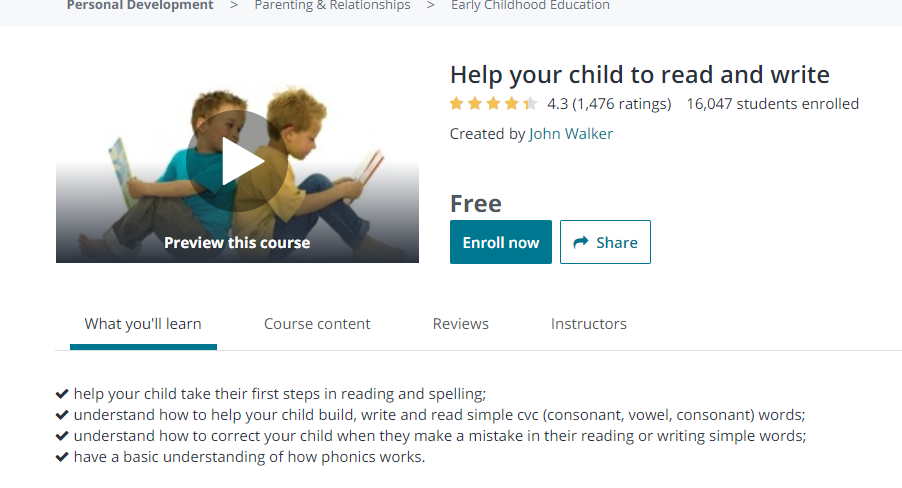 Personal Development > Parenting & Relationships > Early Childhood Education
Help your child to read and write
4.3 (1,476 ratings) 16,047 students enrolled
Created by John Walker
Free
Enroll now Share
Preview this course
What you'll learn Course content Reviews Instructors
help your child take their first steps in reading and spelling;
understand how to help your child build, write and read simple cvc (consonant, vowel, consonant) words;
understand how to correct your child when they make a mistake in their reading or writing simple words;
have a basic understanding of how phonics works.